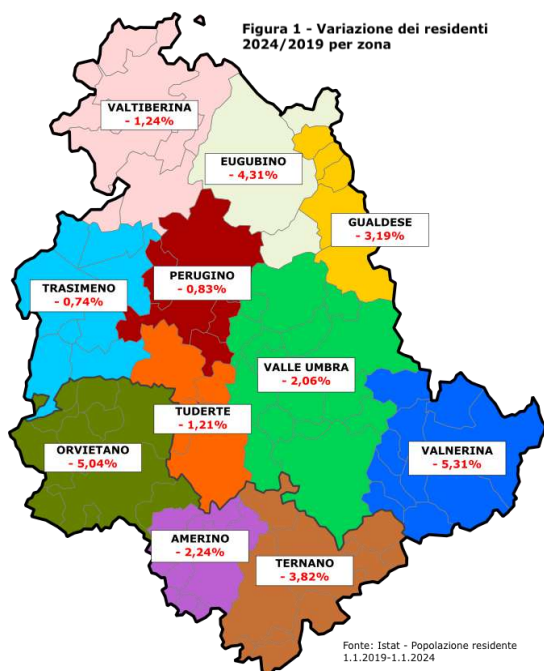 Figura 1 - Variazione dei residenti
2024/2019 per zona
VALTIBERINA
- 1,24%
EUGUBINO
- 4,31%
GUALDESE
- 3,19%
TRASIMENO
- 0,74%
PERUGINO
- 0,83%
VALLE UMBRA
- 2,06%
TUDERTE
- 1,21%
ORVIETANO
- 5,04%
VALNERINA
- 5,31%
AMERINO
- 2,24%
TERNANO
- 3,82%
Fonte: Istat - Popolazione residente
1.1.2019-1.1.2024